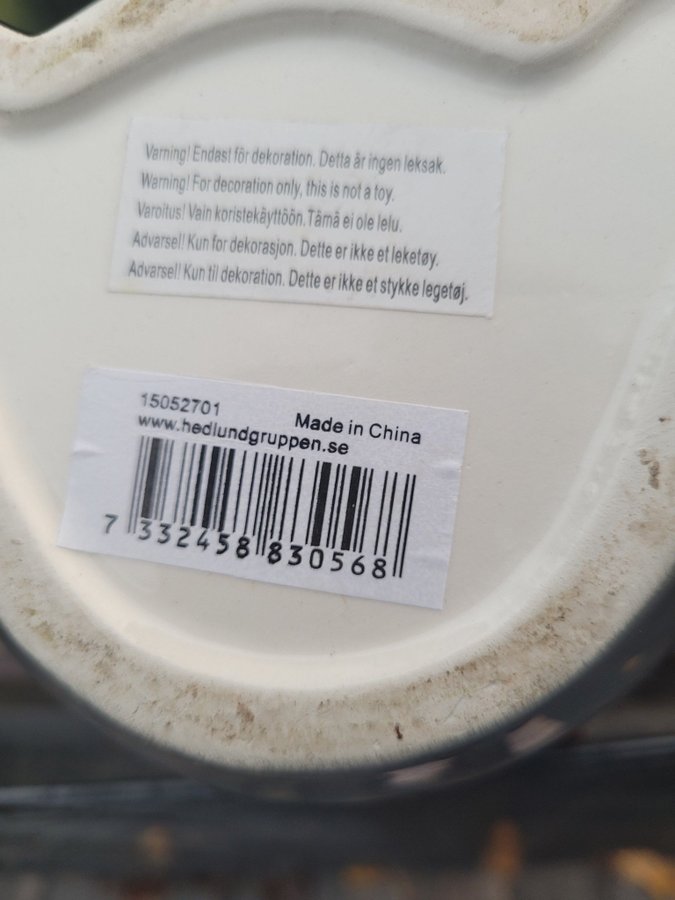 Varning! Endast för dekoration. Detta är ingen leksak.
Warning! For decoration only, this is not a toy.
Varoitus! Vain koristekäyttöön.Tämä ei ole lelu.
Advarsel! Kun for dekorasjon. Dette er ikke et leketøy.
Advarsel! Kun til dekoration. Dette er ikke et stykke legetøj.
15052701
www.hedlundgruppen.se
Made in China
7 332458 830568